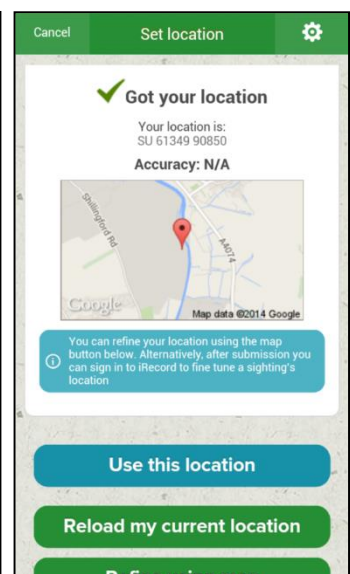 Cancel
Set location
Got your location
Your location is:
SU 61349 90850
Accuracy: N/A
Shillingford Rd
A4074
Google
Map data ©2014 Google
You can refine your location using the map
button below. Alternatively, after submission you
can sign in to iRecord to fine tune a sighting's
location
Use this location
Reload my current location